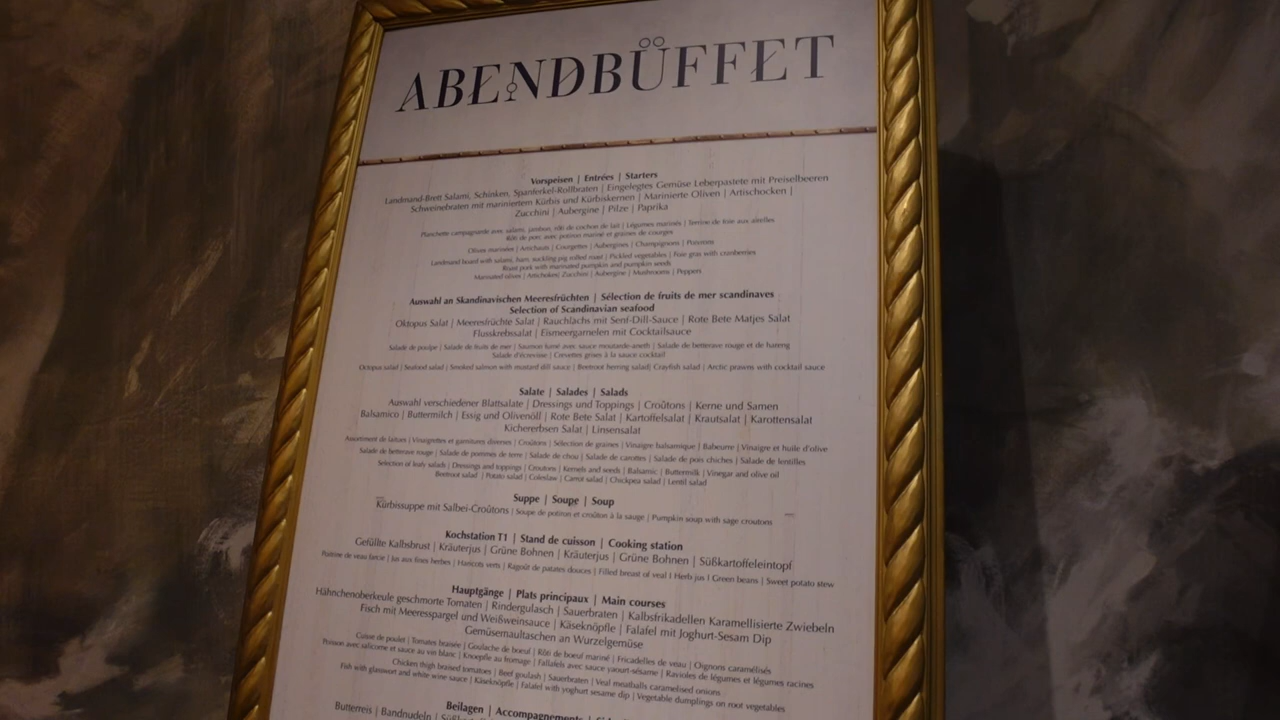 ABENDBÜFFET
Vorspeisen | Entrées | Starters
Landmand-Brett Salami, Schinken, Spanferkel-Rollbraten | Eingelegtes Gemüse Leberpastete mit Preiselbeeren
Schweinebraten mit mariniertem Kürbis und Kürbiskernen | Marinierte Oliven | Artischocken |
Zucchini | Aubergine | Pilze | Paprika
Planchette campagnarde avec salami, jambon, rôti de cochon de lait | Légumes marinés | Terrine de foie aux airelles
Rôti de porc avec potiron mariné et graines de courges
Olives marinées | Artichauts | Courgettes | Aubergines | Champignons | Poivrons
Landmand board with salami, ham, suckling pig rolled roast | Pickled vegetables | Foie gras with cranberries
Roast pork with marinated pumpkin and pumpkin seeds
Marinated olives | Artichokes| Zucchini | Aubergine | Mushrooms | Peppers
Auswahl an Skandinavischen Meeresfrüchten | Sélection de fruits de mer scandinaves
Selection of Scandinavian seafood
Oktopus Salat | Meeresfrüchte Salat | Rauchlachs mit Senf-Dill-Sauce | Rote Bete Matjes Salat
Flusskrebssalat | Eismeergarnelen mit Cocktailsauce
Salade de poulpe | Salade de fruits de mer | Saumon fumé avec sauce moutarde-aneth | Salade de betterave rouge et de hareng
Salade d'écrevisse | Crevettes grises à la sauce cocktail
Octopus salad | Seafood salad | Smoked salmon with mustard dill sauce | Beetroot herring salad| Crayfish salad | Arctic prawns with cocktail sauce
Salate | Salades | Salads
Auswahl verschiedener Blattsalate | Dressings und Toppings | Croûtons | Kerne und Samen
Balsamico | Buttermilch | Essig und Olivenöll | Rote Bete Salat | Kartoffelsalat | Krautsalat | Karottensalat
Kichererbsen Salat | Linsensalat
Assortiment de laitues | Vinaigrettes et garnitures diverses | Croûtons | Sélection de graines | Vinaigre balsamique | Babeurre | Vinaigre et huile d'olive
Salade de betterave rouge | Salade de pommes de terre | Salade de chou | Salade de carottes | Salade de pois chiches | Salade de lentilles
Selection of leafy salads | Dressings and toppings | Croutons | Kernels and seeds | Balsamic | Buttermilk | Vinegar and olive oil
Beetroot salad | Potato salad | Coleslaw | Carrot salad | Chickpea salad | Lentil salad
Suppe | Soupe | Soup
Kürbissuppe mit Salbei-Croûtons | Soupe de potiron et croûton à la sauge | Pumpkin soup with sage croutons
Kochstation T1 | Stand de cuisson | Cooking station
Gefüllte Kalbsbrust | Kräuterjus | Grüne Bohnen | Kräuterjus | Grüne Bohnen | Süßkartoffeleintopf
Poitrine de veau farcie | Jus aux fines herbes | Haricots verts | Ragoût de patates douces | Filled breast of veal I Herb jus I Green beans | Sweet potato stew
Hauptgänge | Plats principaux | Main courses
Hähnchenoberkeule geschmorte Tomaten | Rindergulasch | Sauerbraten | Kalbsfrikadellen Karamellisierte Zwiebeln
Fisch mit Meeresspargel und Weißweinsauce | Käseknöpfle | Falafel mit Joghurt-Sesam Dip
Gemüsemaultaschen an Wurzelgemüse
Cuisse de poulet | Tomates braisée | Goulache de boeuf | Rôti de boeuf mariné | Fricadelles de veau | Oignons caramélisés
Poisson avec salicorne et sauce au vin blanc | Knoepfle au fromage | Fallafels avec sauce yaourt-sésame | Ravioles de légumes et légumes racines
Chicken thigh braised tomatoes | Beef goulash | Sauerbraten | Veal meatballs caramelised onions
Fish with glasswort and white wine sauce | Käseknöpfle | Falafel with yoghurt sesame dip | Vegetable dumplings on root vegetables
Beilagen | Accompagnements |
Butterreis | Bandnudeln |